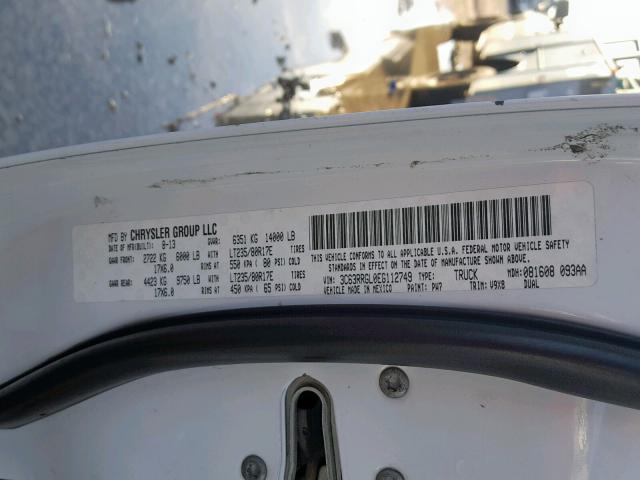 MFD BY CHRYSLER GROUP LLC
DATE OF MFR(BUILT): 8-13 GVWR: 6351 KG 14000 LB
GAWR FRONT: 2722 KG 6000 LB LT235/80R17E TIRES
17X6.0 RIMS 550 KPA ( 80 PSI) COLD
GAWR REAR: 4423 KG 9750 LB LT235/80R17E TIRES
17X6.0 RIMS 450 KPA ( 65 PSI) COLD
THIS VEHICLE CONFORMS TO ALL APPLICABLE U.S.A. FEDERAL MOTOR VEHICLE SAFETY
STANDARDS IN EFFECT ON THE DATE OF MANUFACTURE SHOWN ABOVE
VIN: 3C63RRGL0EG112749 TYPE: TRUCK MDH: 081608 093AA
VEHICLE MADE IN MEXICO PAINT: PW7 TRIM: V9X8 DUAL